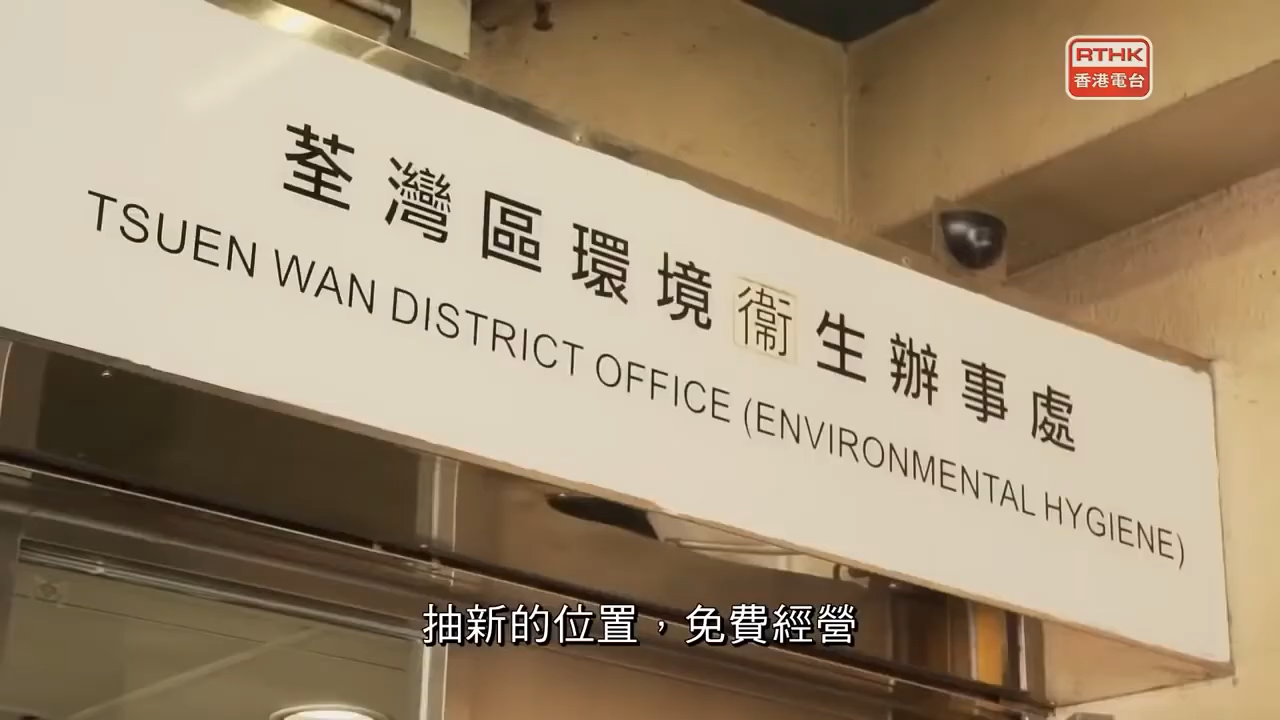 RTHK
香港電台
荃灣區環境衞生辦事處
TSUEN WAN DISTRICT OFFICE (ENVIRONMENTAL HYGIENE)
抽新的位置，免費經營